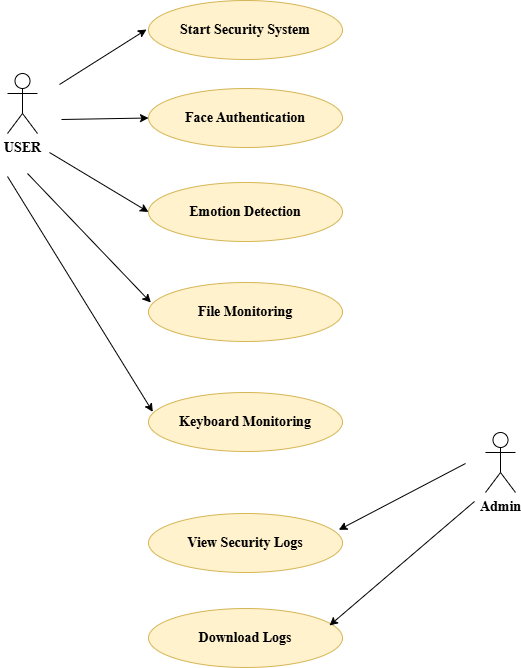 Start Security System
Face Authentication
USER
Emotion Detection
File Monitoring
Keyboard Monitoring
Admin
View Security Logs
Download Logs